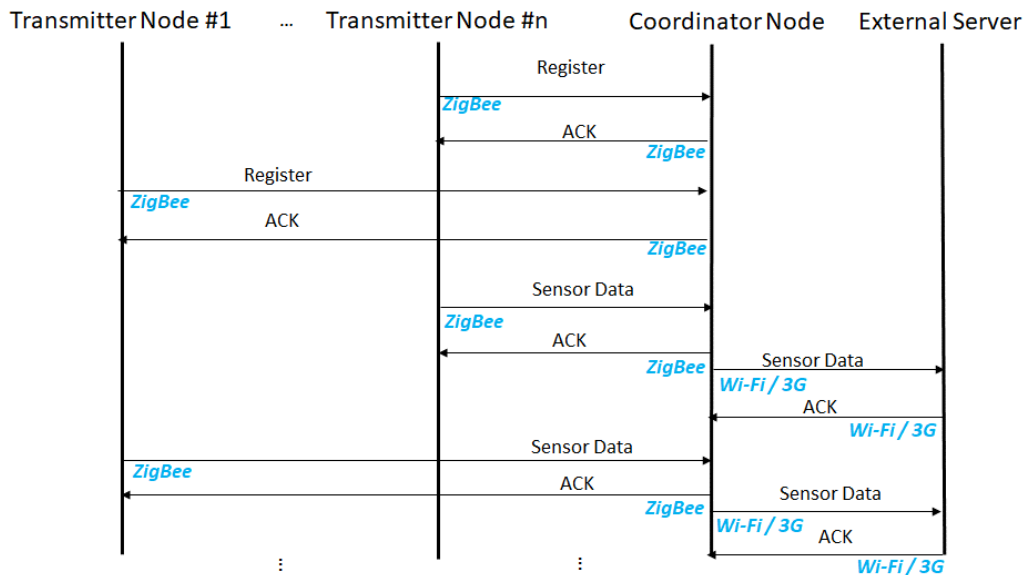 Transmitter Node #1 ... Transmitter Node #n Coordinator Node External Server
Register
ZigBee
ACK
ZigBee
Register
ZigBee
ACK
ZigBee
Sensor Data
ZigBee
ACK
ZigBee
Sensor Data
Wi-Fi / 3G
ACK
Wi-Fi / 3G
Sensor Data
ZigBee
ACK
ZigBee
Sensor Data
Wi-Fi / 3G
ACK
Wi-Fi / 3G
⋮ ⋮